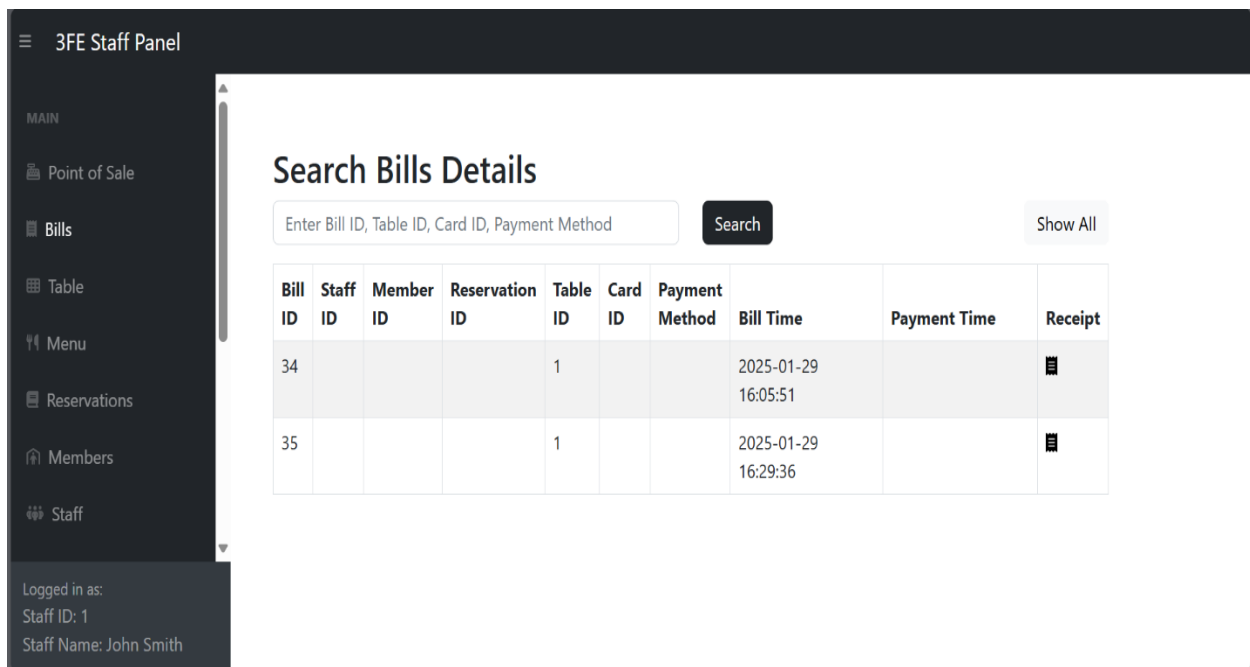 3FE Staff Panel
MAIN
Point of Sale
Bills
Table
Menu
Reservations
Members
Staff
Logged in as:
Staff ID: 1
Staff Name: John Smith
Search Bills Details
Enter Bill ID, Table ID, Card ID, Payment Method
Search
Show All
Bill ID Staff ID Member ID Reservation ID Table ID Card ID Payment Method Bill Time Payment Time Receipt
34 1 2025-01-29 16:05:51
35 1 2025-01-29 16:29:36